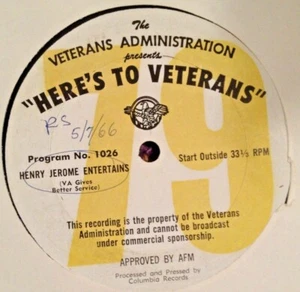 The
VETERANS ADMINISTRATION
presents
"HERE'S TO VETERANS"
RS
5/7/66
Program No. 1026
Start Outside 33⅓ RPM
HENRY JEROME ENTERTAINS
(VA Gives
Better Service)
79
This recording is the property of the Veterans
Administration and cannot be broadcast
under commercial sponsorship.
APPROVED BY AFM
Processed and Pressed by
Columbia Records